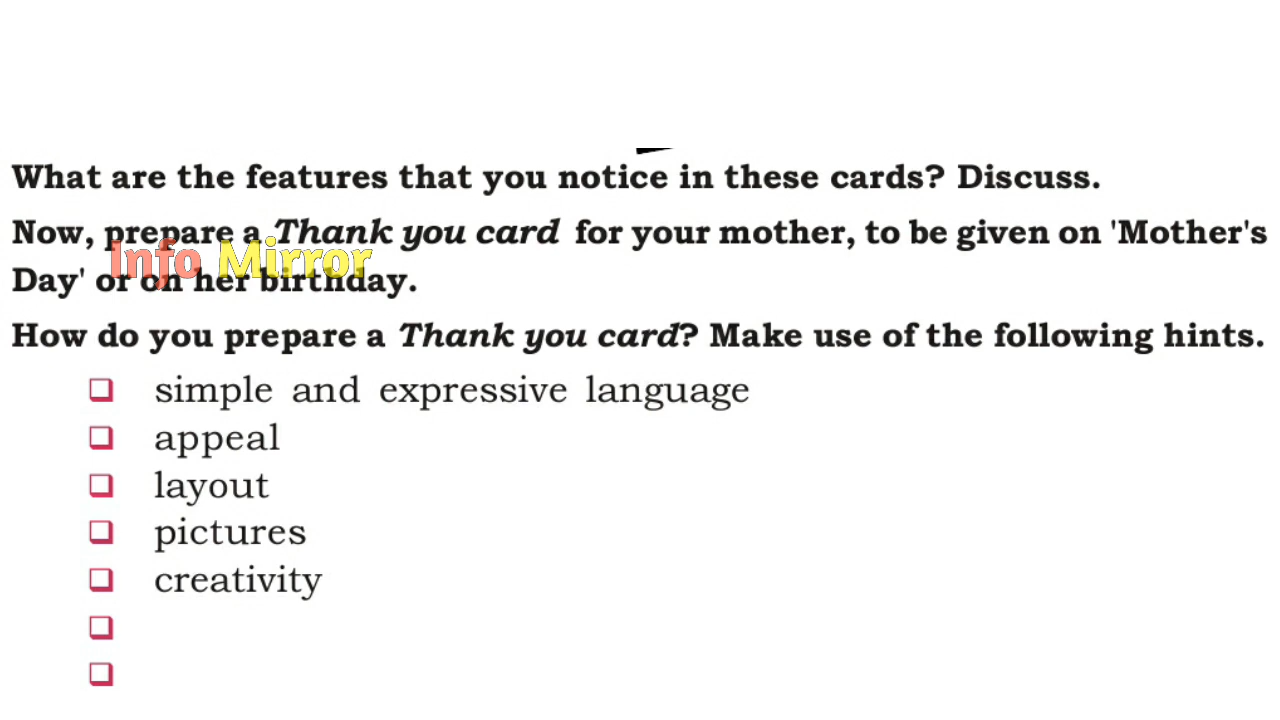 What are the features that you notice in these cards? Discuss.
Now, prepare a Thank you card for your mother, to be given on 'Mother's
Info Mirror
Day' or on her birthday.
How do you prepare a Thank you card? Make use of the following hints.
simple and expressive language
appeal
layout
pictures
creativity